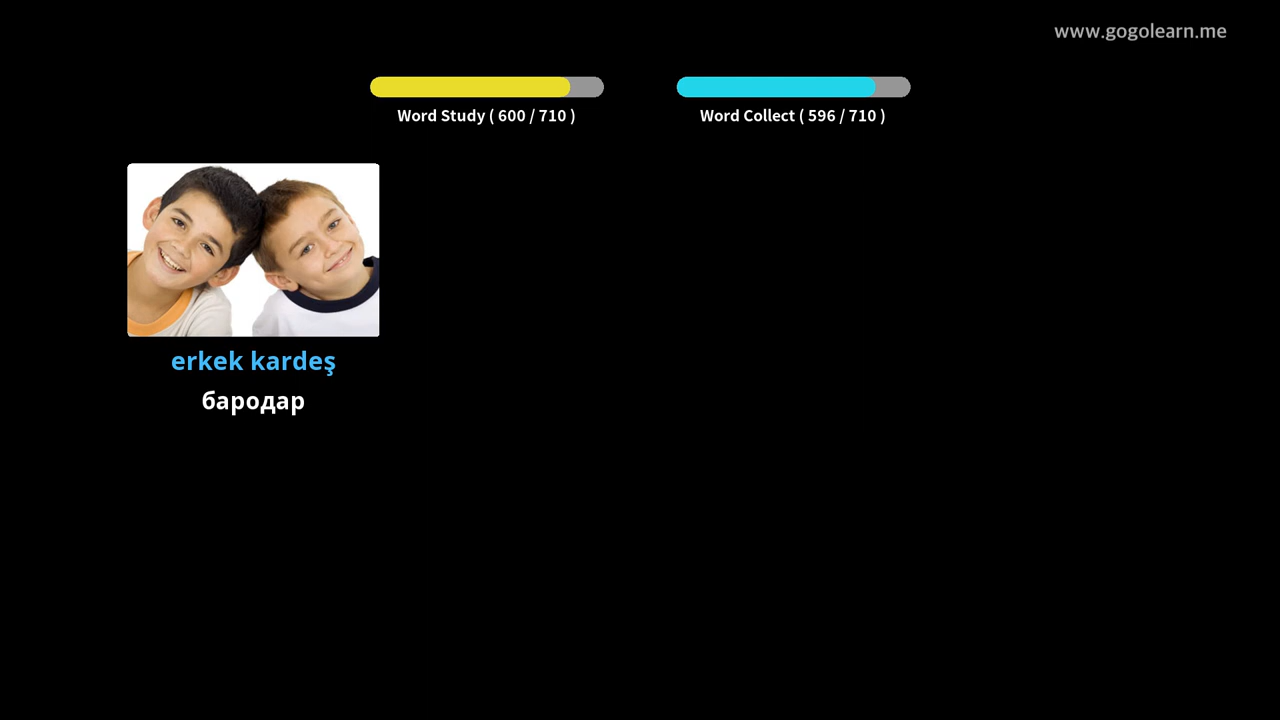 www.gogolearn.me
Word Study ( 600 / 710 )
Word Collect ( 596 / 710 )
erkek kardeş
бародар